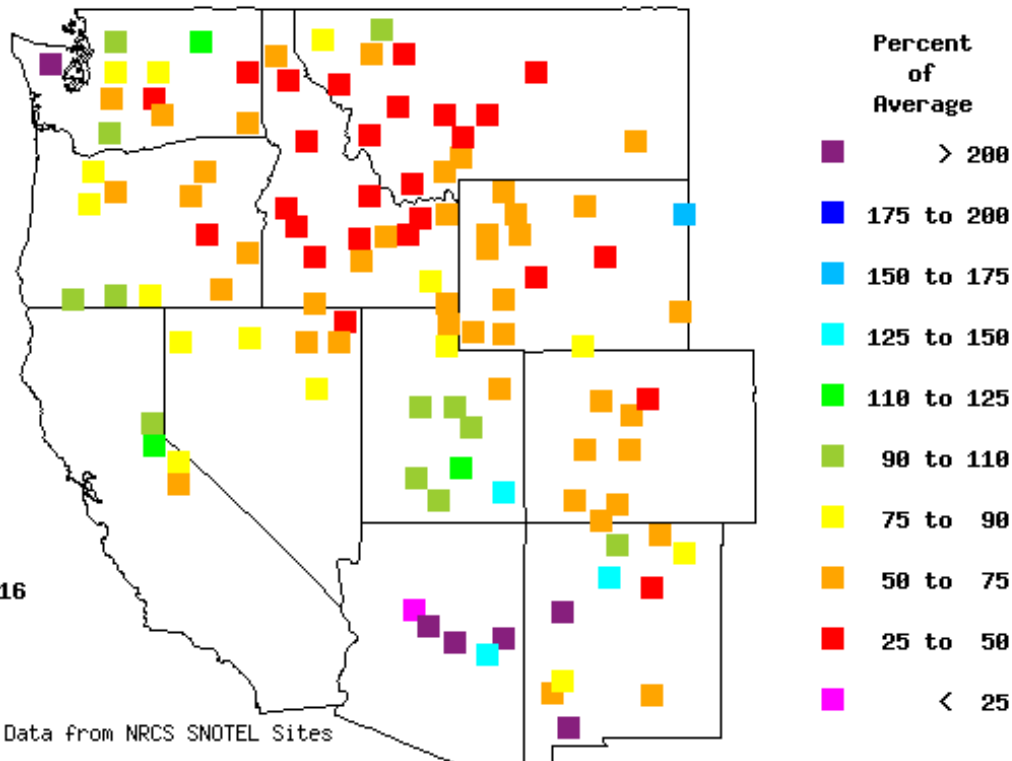 Percent
of
Average
> 200
175 to 200
150 to 175
125 to 150
110 to 125
90 to 110
75 to 90
50 to 75
25 to 50
< 25
16
Data from NRCS SNOTEL Sites